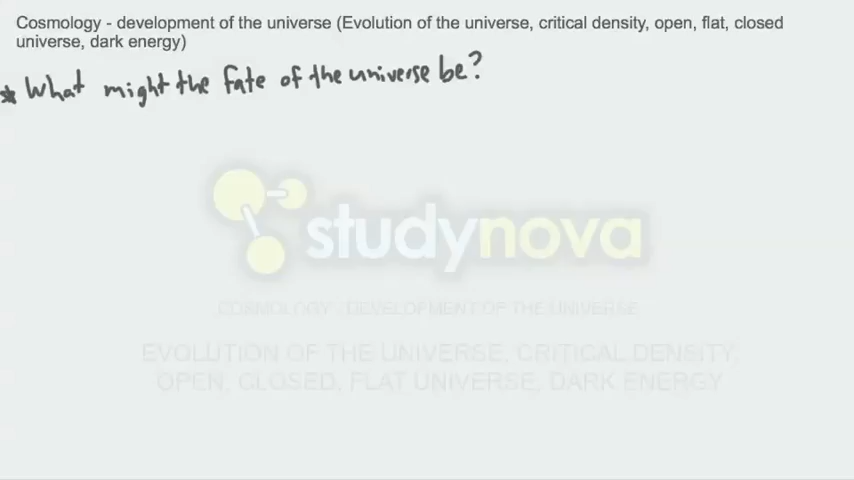 Cosmology - development of the universe (Evolution of the universe, critical density, open, flat, closed
universe, dark energy)
* What might the fate of the universe be?
studynova
COSMOLOGY - DEVELOPMENT OF THE UNIVERSE
EVOLUTION OF THE UNIVERSE, CRITICAL DENSITY,
OPEN, CLOSED, FLAT UNIVERSE, DARK ENERGY